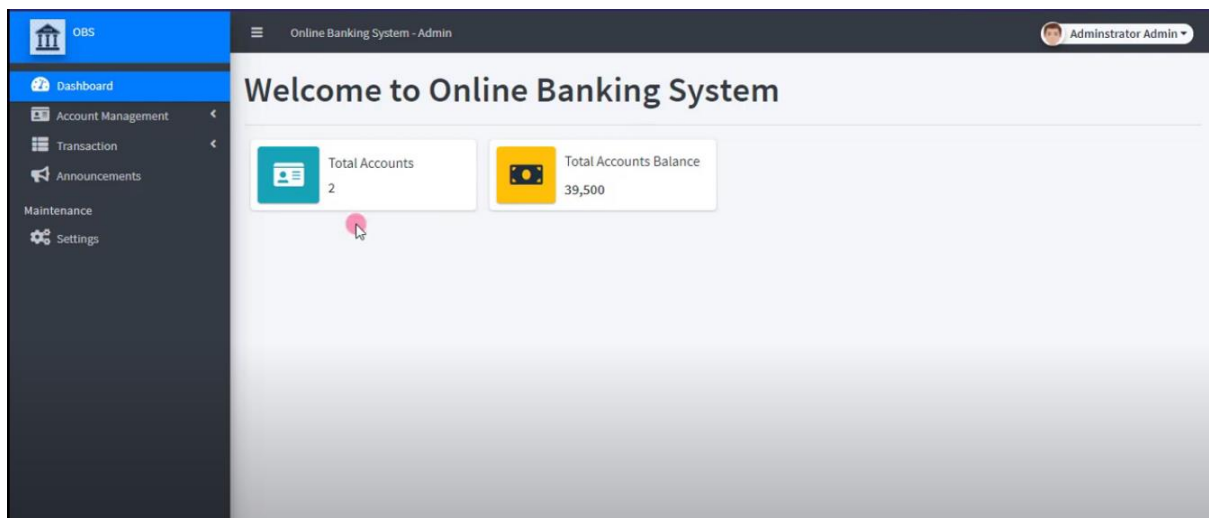 OBS
Online Banking System - Admin
Adminstrator Admin
Dashboard
Account Management
Transaction
Announcements
Maintenance
Settings
Welcome to Online Banking System
Total Accounts
2
Total Accounts Balance
39,500